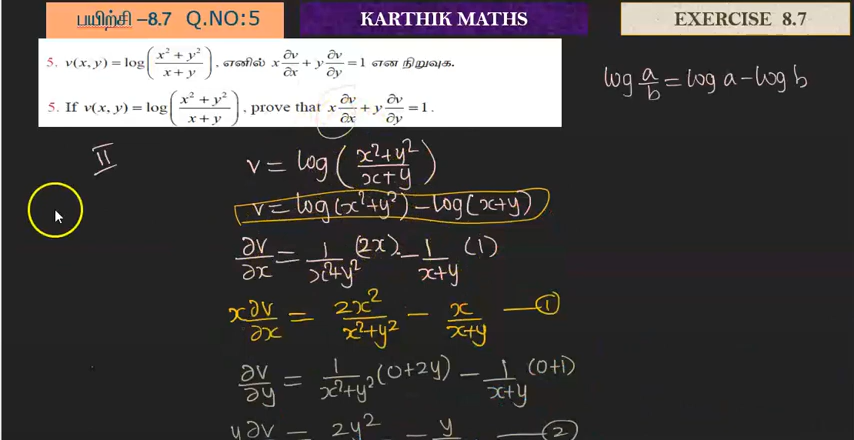 பயிற்சி –8.7 Q.NO:5
KARTHIK MATHS
EXERCISE 8.7
5. v(x, y) = log((x² + y²)/(x + y)), எனில் x ∂v/∂x + y ∂v/∂y = 1 என நிறுவுக.
5. If v(x, y) = log((x² + y²)/(x + y)), prove that x ∂v/∂x + y ∂v/∂y = 1.
log a/b = log a – log b
II
v = log((x²+y²)/(x+y))
v = log(x²+y²) – log(x+y)
∂v/∂x = 1/(x²+y²) (2x) – 1/(x+y) (1)
x∂v/∂x = 2x²/(x²+y²) – x/(x+y) — ①
∂v/∂y = 1/(x²+y²) (0+2y) – 1/(x+y) (0+1)
y∂v = 2y² – y — ②